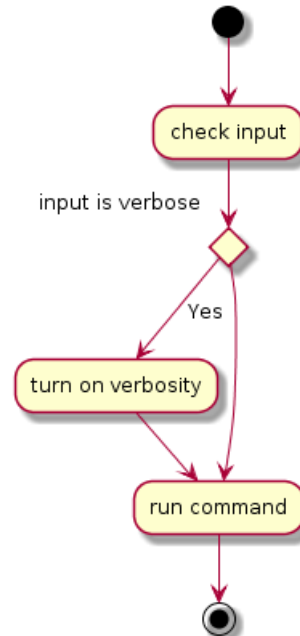 check input
input is verbose
Yes
turn on verbosity
run command